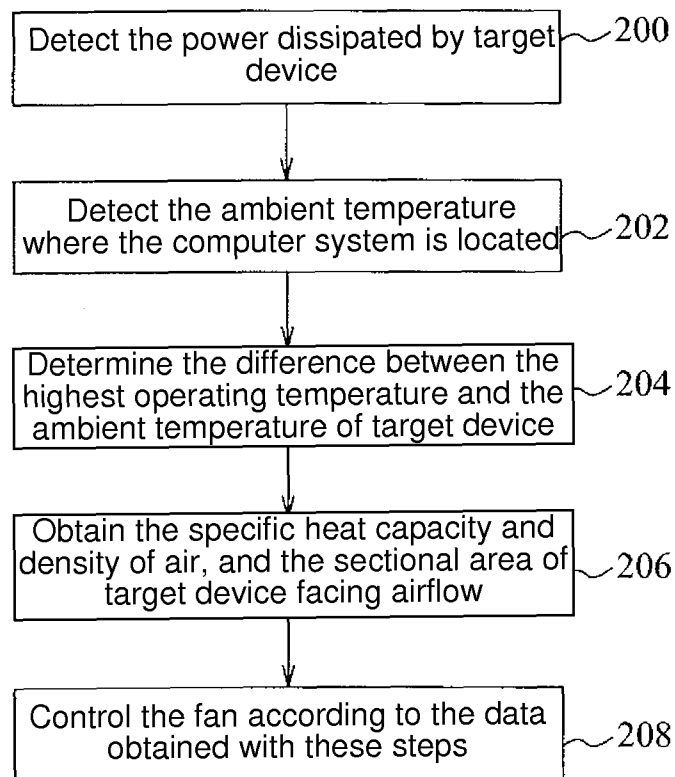 Detect the power dissipated by target
device
200
Detect the ambient temperature
where the computer system is located
202
Determine the difference between the
highest operating temperature and the
ambient temperature of target device
204
Obtain the specific heat capacity and
density of air, and the sectional area of
target device facing airflow
206
Control the fan according to the data
obtained with these steps
208